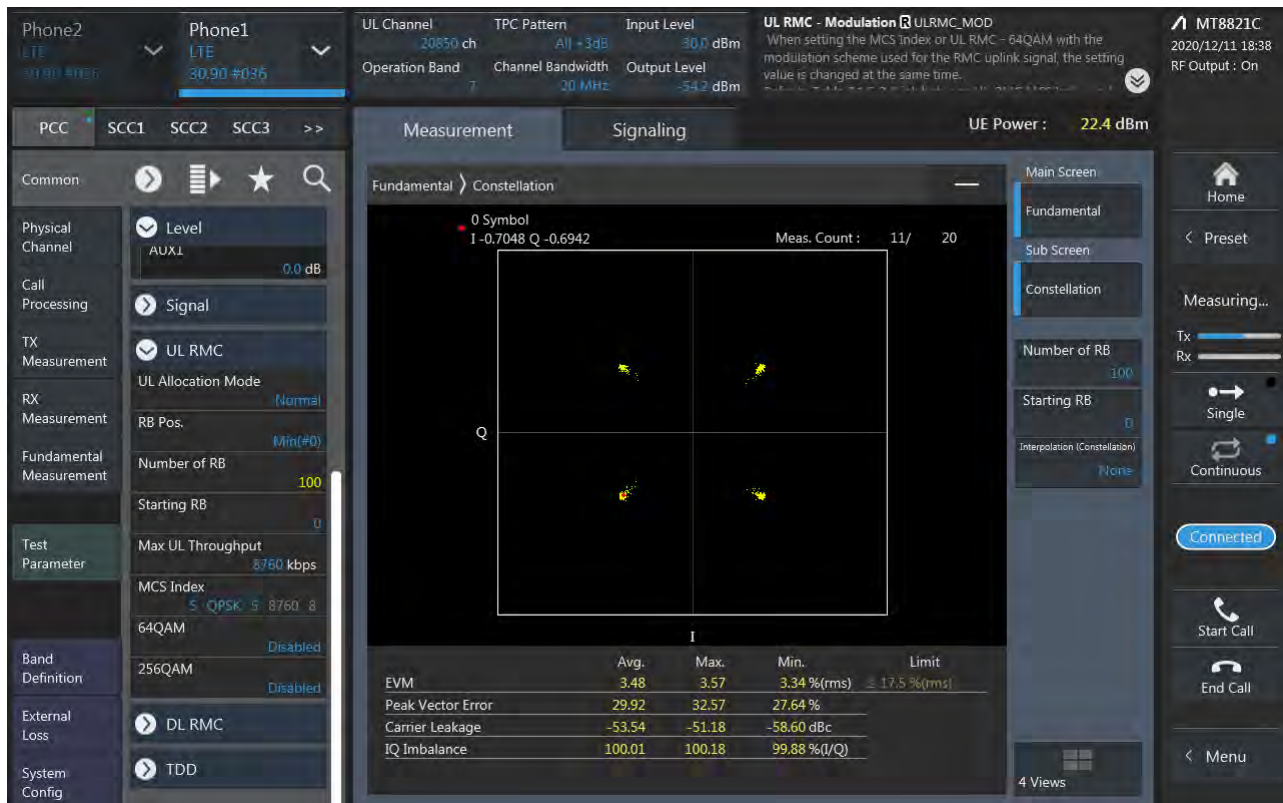 Phone2
LTE
30.90 #036
Phone1
LTE
30.90 #036
UL Channel
20850 ch
Operation Band
7
TPC Pattern
All +3dB
Channel Bandwidth
20 MHz
Input Level
30.0 dBm
Output Level
-54.2 dBm
UL RMC - Modulation R ULRMC_MOD
When setting the MCS Index or UL RMC - 64QAM with the
modulation scheme used for the RMC uplink signal, the setting
value is changed at the same time.
MT8821C
2020/12/11 18:38
RF Output : On
PCC
SCC1
SCC2
SCC3
>>
Measurement
Signaling
UE Power : 22.4 dBm
Common
Physical
Channel
Call
Processing
TX
Measurement
RX
Measurement
Fundamental
Measurement
Test
Parameter
Band
Definition
External
Loss
System
Config
Level
AUX1
0.0 dB
Signal
UL RMC
UL Allocation Mode
Normal
RB Pos.
Min(#0)
Number of RB
100
Starting RB
0
Max UL Throughput
8760 kbps
MCS Index
5 QPSK 5 8760 8
64QAM
Disabled
256QAM
Disabled
DL RMC
TDD
Fundamental 〉 Constellation
0 Symbol
I -0.7048 Q -0.6942
Meas. Count : 11/ 20
Q
I
Avg. Max. Min. Limit
EVM 3.48 3.57 3.34 %(rms) ≤ 17.5 %(rms)
Peak Vector Error 29.92 32.57 27.64 %
Carrier Leakage -53.54 -51.18 -58.60 dBc
IQ Imbalance 100.01 100.18 99.88 %(I/Q)
Main Screen
Fundamental
Sub Screen
Constellation
Number of RB
100
Starting RB
0
Interpolation (Constellation)
None
4 Views
Home
< Preset
Measuring...
Tx
Rx
Single
Continuous
Connected
Start Call
End Call
< Menu